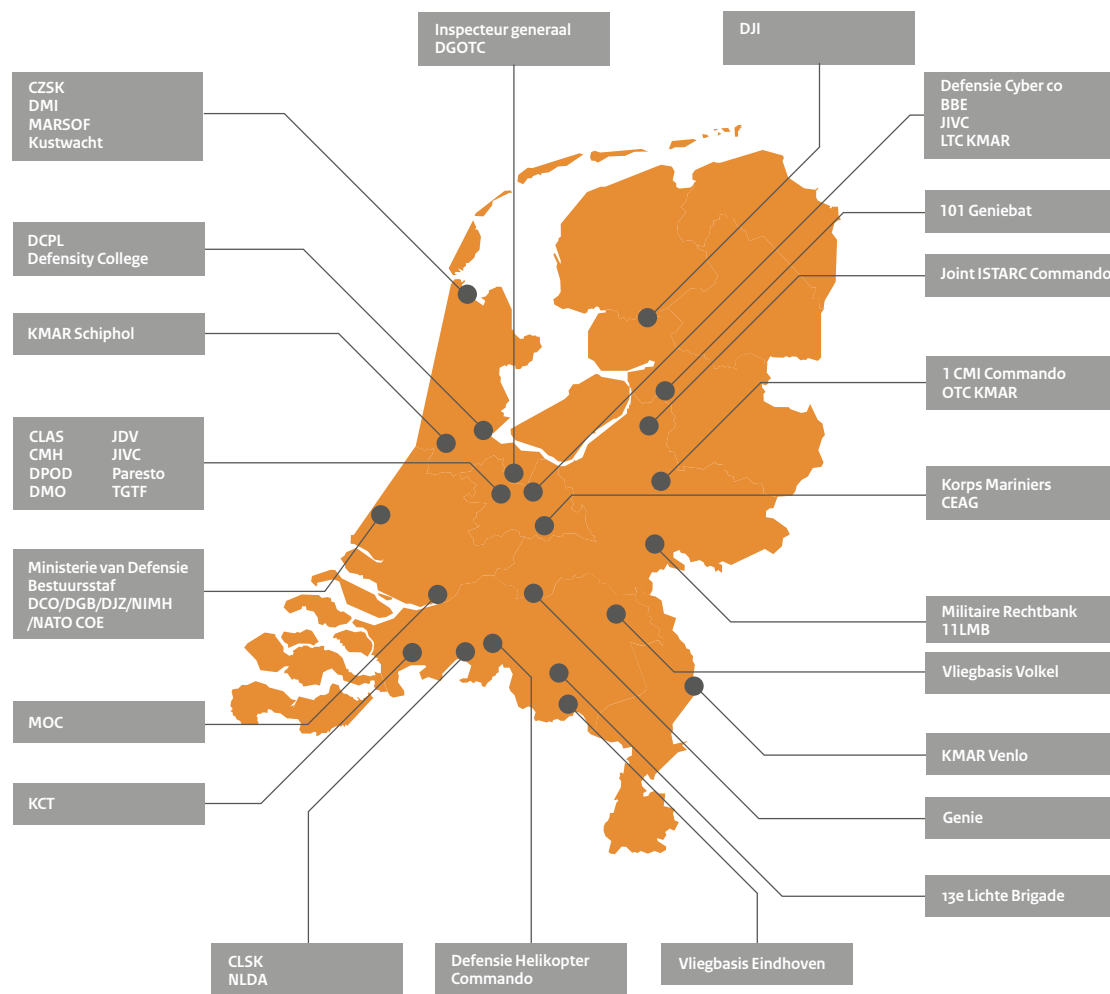 Inspecteur generaal
DGOTC
DJI
CZSK
DMI
MARSOF
Kustwacht
Defensie Cyber co
BBE
JIVC
LTC KMAR
DCPL
Defensity College
101 Geniebat
Joint ISTARC Commando
KMAR Schiphol
1 CMI Commando
OTC KMAR
CLAS JDV
CMH JIVC
DPOD Paresto
DMO TGTF
Korps Mariniers
CEAG
Ministerie van Defensie
Bestuursstaf
DCO/DGB/DJZ/NIMH
/NATO COE
Militaire Rechtbank
11LMB
Vliegbasis Volkel
MOC
KMAR Venlo
KCT
Genie
13e Lichte Brigade
CLSK
NLDA
Defensie Helikopter
Commando
Vliegbasis Eindhoven